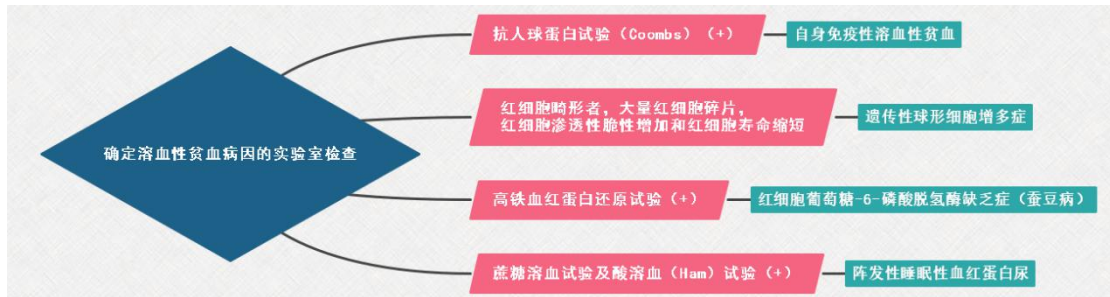 抗人球蛋白试验（Coombs）（+）
自身免疫性溶血性贫血
红细胞畸形者，大量红细胞碎片，
红细胞渗透性脆性增加和红细胞寿命缩短
遗传性球形细胞增多症
确定溶血性贫血病因的实验室检查
高铁血红蛋白还原试验（+）
红细胞葡萄糖-6-磷酸脱氢酶缺乏症（蚕豆病）
蔗糖溶血试验及酸溶血（Ham）试验（+）
阵发性睡眠性血红蛋白尿